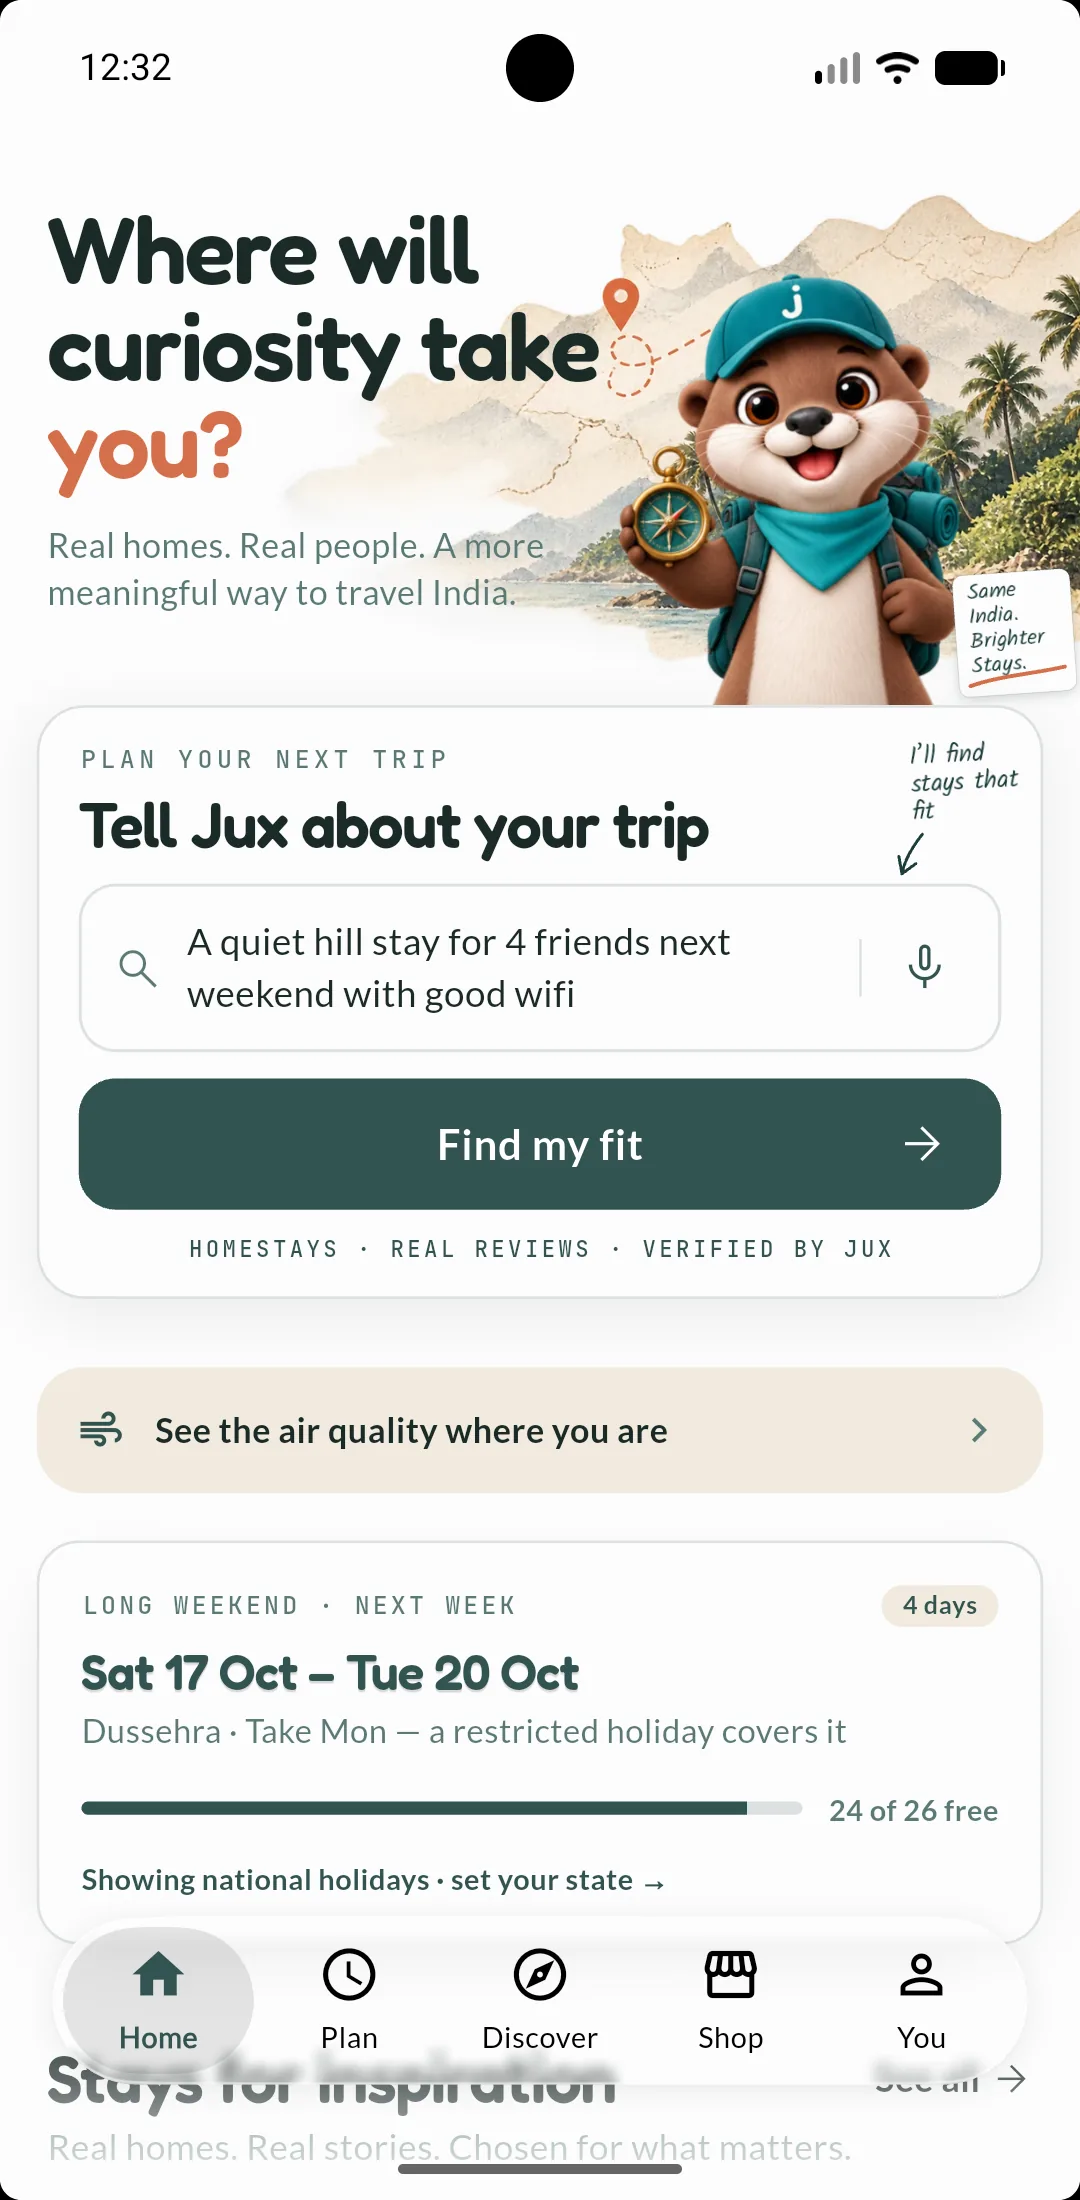 12:32
Where will
curiosity take
you?
Real homes. Real people. A more
meaningful way to travel India.
j
Same
India.
Brighter
Stays.
PLAN YOUR NEXT TRIP
I'll find
stays that
fit
Tell Jux about your trip
A quiet hill stay for 4 friends next
weekend with good wifi
Find my fit
HOMESTAYS · REAL REVIEWS · VERIFIED BY JUX
See the air quality where you are
LONG WEEKEND · NEXT WEEK
4 days
Sat 17 Oct – Tue 20 Oct
Dussehra · Take Mon — a restricted holiday covers it
24 of 26 free
Showing national holidays · set your state →
Home
Plan
Discover
Shop
You
Stays for inspiration
See all →
Real homes. Real stories. Chosen for what matters.